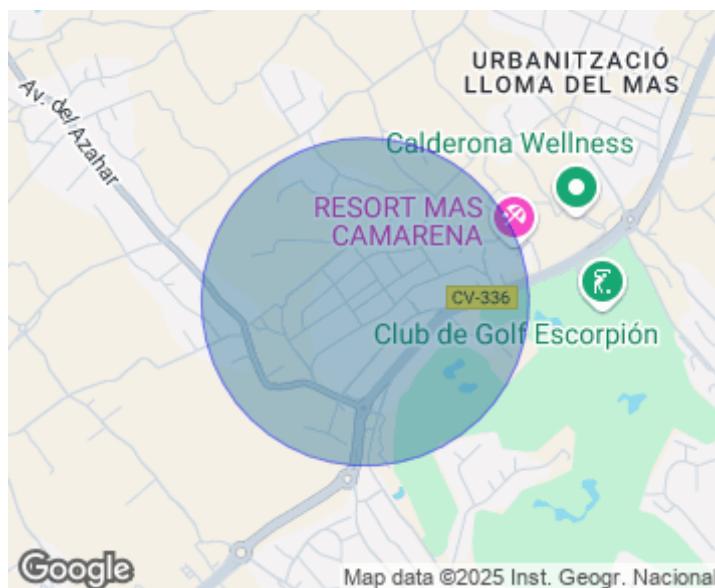 URBANITZACIÓ
LLOMA DEL MAS
Av. del Azahar
Calderona Wellness
RESORT MAS
CAMARENA
CV-336
Club de Golf Escorpión
Google
Map data ©2025 Inst. Geogr. Nacional